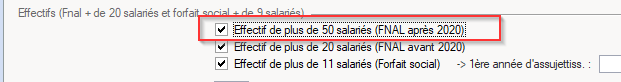 Effectifs (Fnal + de 20 salariés et forfait social + de 9 salariés)
Effectif de plus de 50 salariés (FNAL après 2020)
Effectif de plus de 20 salariés (FNAL avant 2020)
Effectif de plus de 11 salariés (Forfait social) -> 1ère année d'assujettiss. :